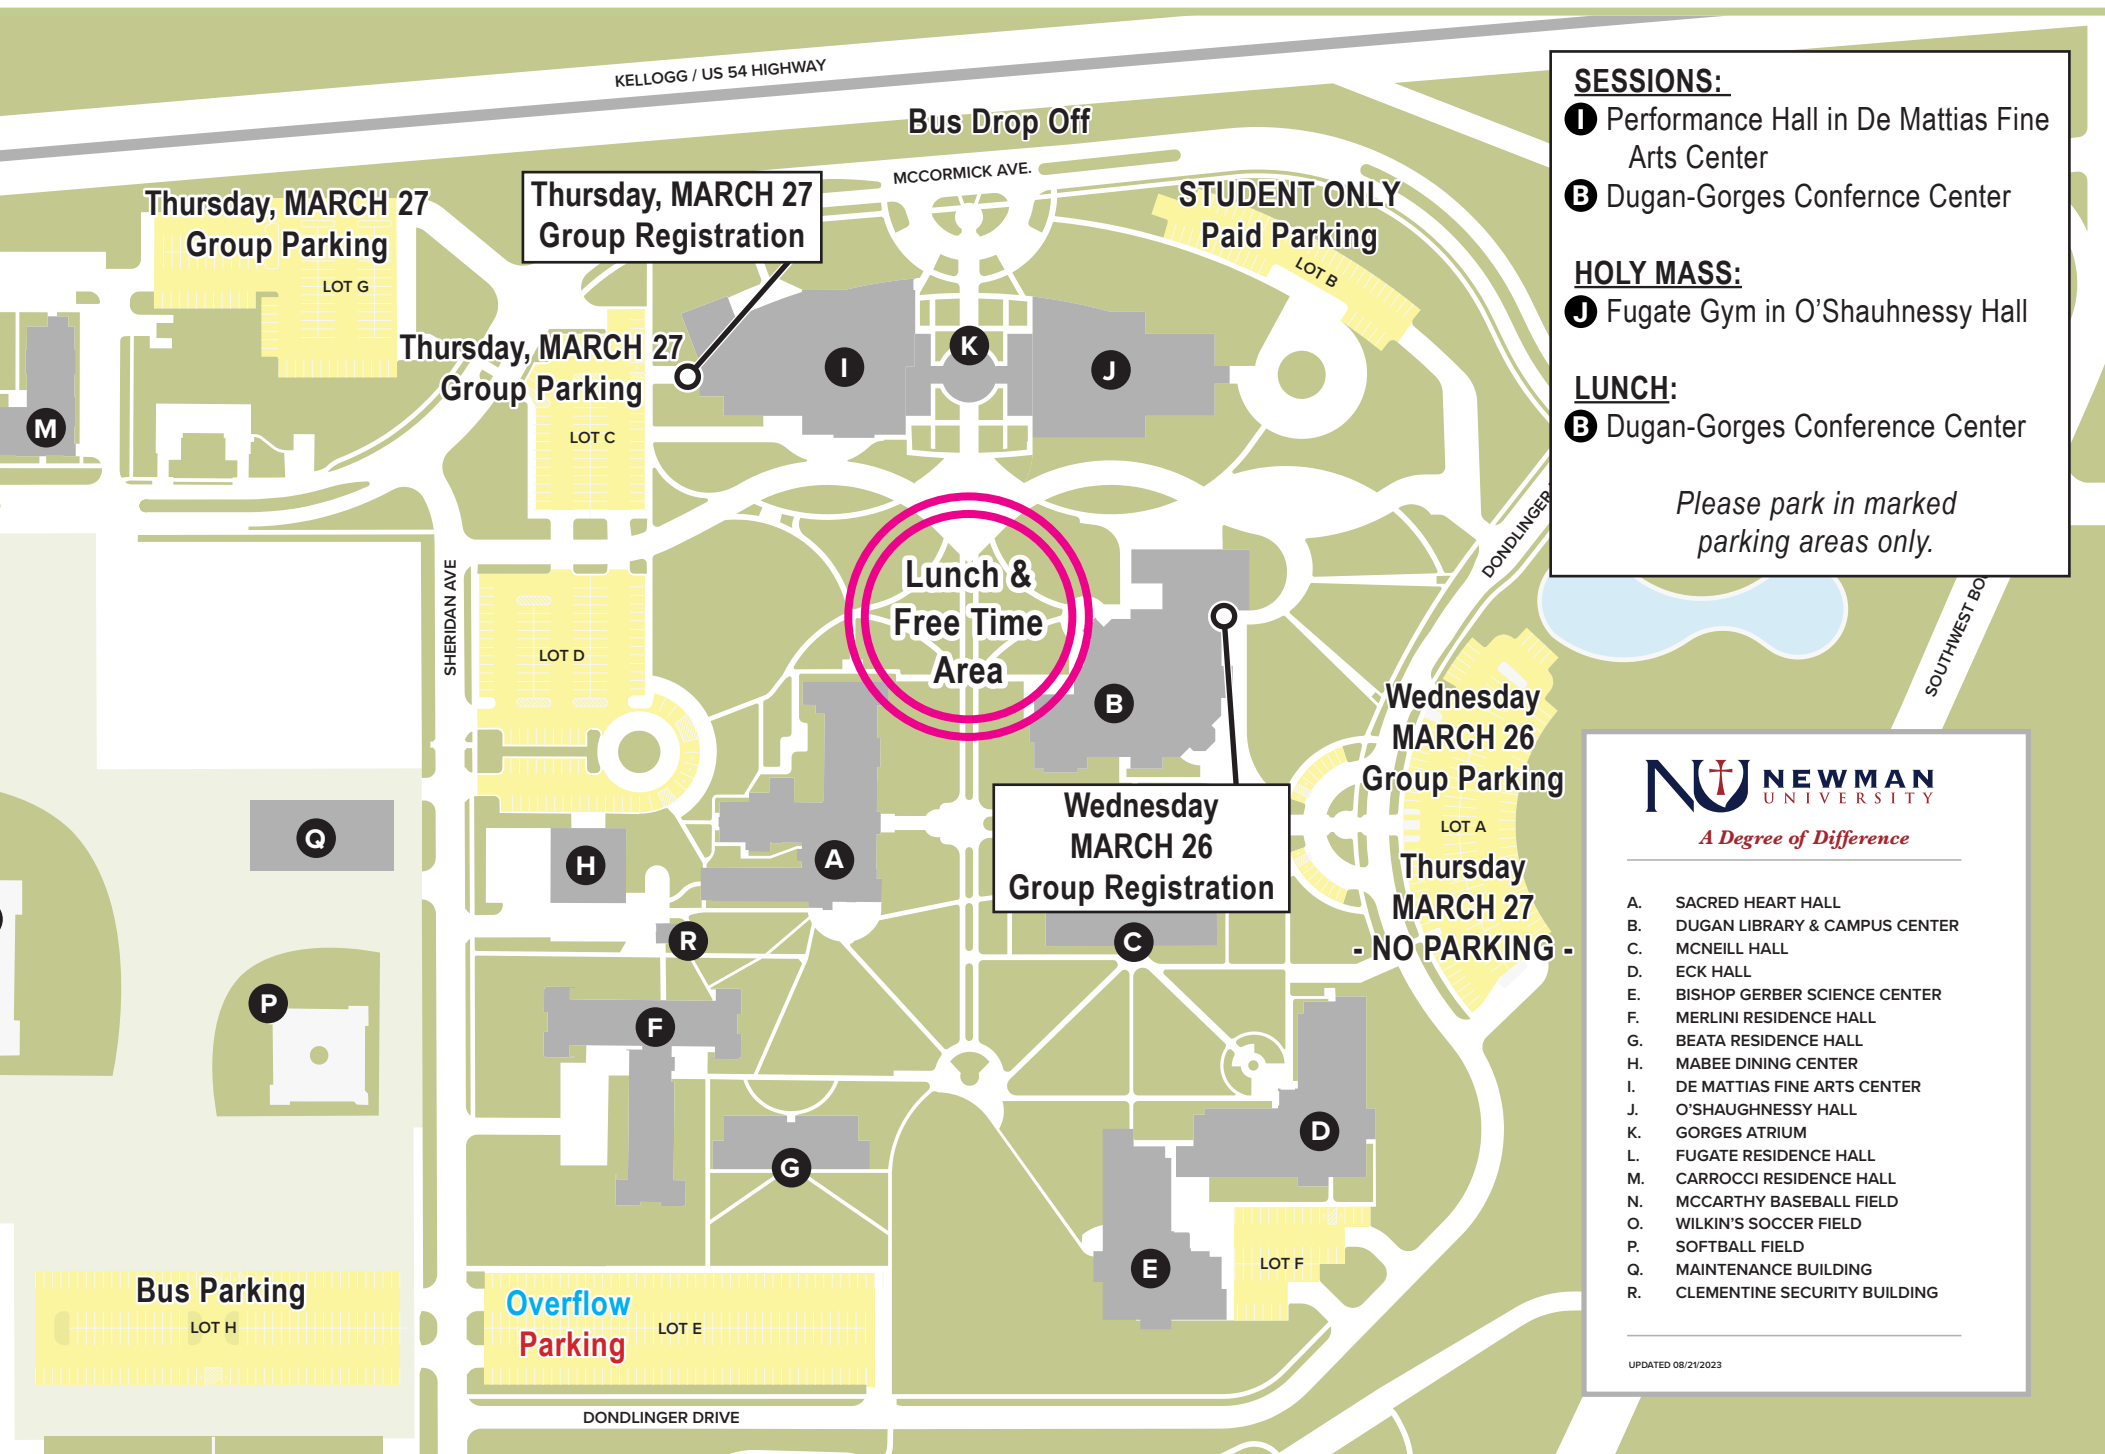 KELLOGG / US 54 HIGHWAY
Bus Drop Off
MCCORMICK AVE.
Thursday, MARCH 27
Group Parking
LOT G
Thursday, MARCH 27
Group Registration
STUDENT ONLY
Paid Parking
LOT B
Thursday, MARCH 27
Group Parking
LOT C
I
K
J
M
SESSIONS:
I Performance Hall in De Mattias Fine
Arts Center
B Dugan-Gorges Confernce Center
HOLY MASS:
J Fugate Gym in O'Shauhnessy Hall
LUNCH:
B Dugan-Gorges Conference Center
Please park in marked
parking areas only.
DONDLINGER
SOUTHWEST BO
SHERIDAN AVE
LOT D
Lunch &
Free Time
Area
B
Wednesday
MARCH 26
Group Parking
LOT A
Thursday
MARCH 27
- NO PARKING -
Wednesday
MARCH 26
Group Registration
Q
H
A
R
C
P
F
D
G
E
LOT F
Bus Parking
LOT H
Overflow
Parking
LOT E
DONDLINGER DRIVE
NU NEWMAN
UNIVERSITY
A Degree of Difference
A. SACRED HEART HALL
B. DUGAN LIBRARY & CAMPUS CENTER
C. MCNEILL HALL
D. ECK HALL
E. BISHOP GERBER SCIENCE CENTER
F. MERLINI RESIDENCE HALL
G. BEATA RESIDENCE HALL
H. MABEE DINING CENTER
I. DE MATTIAS FINE ARTS CENTER
J. O'SHAUGHNESSY HALL
K. GORGES ATRIUM
L. FUGATE RESIDENCE HALL
M. CARROCCI RESIDENCE HALL
N. MCCARTHY BASEBALL FIELD
O. WILKIN'S SOCCER FIELD
P. SOFTBALL FIELD
Q. MAINTENANCE BUILDING
R. CLEMENTINE SECURITY BUILDING
UPDATED 08/21/2023